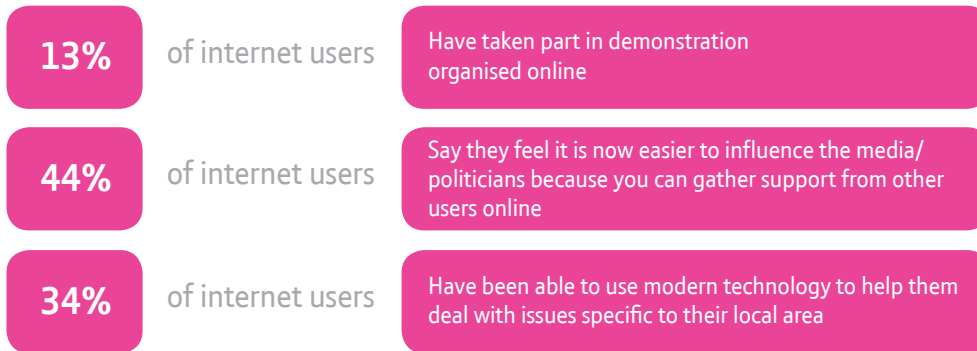 13%
of internet users
Have taken part in demonstration
organised online
44%
of internet users
Say they feel it is now easier to influence the media/
politicians because you can gather support from other
users online
34%
of internet users
Have been able to use modern technology to help them
deal with issues specific to their local area